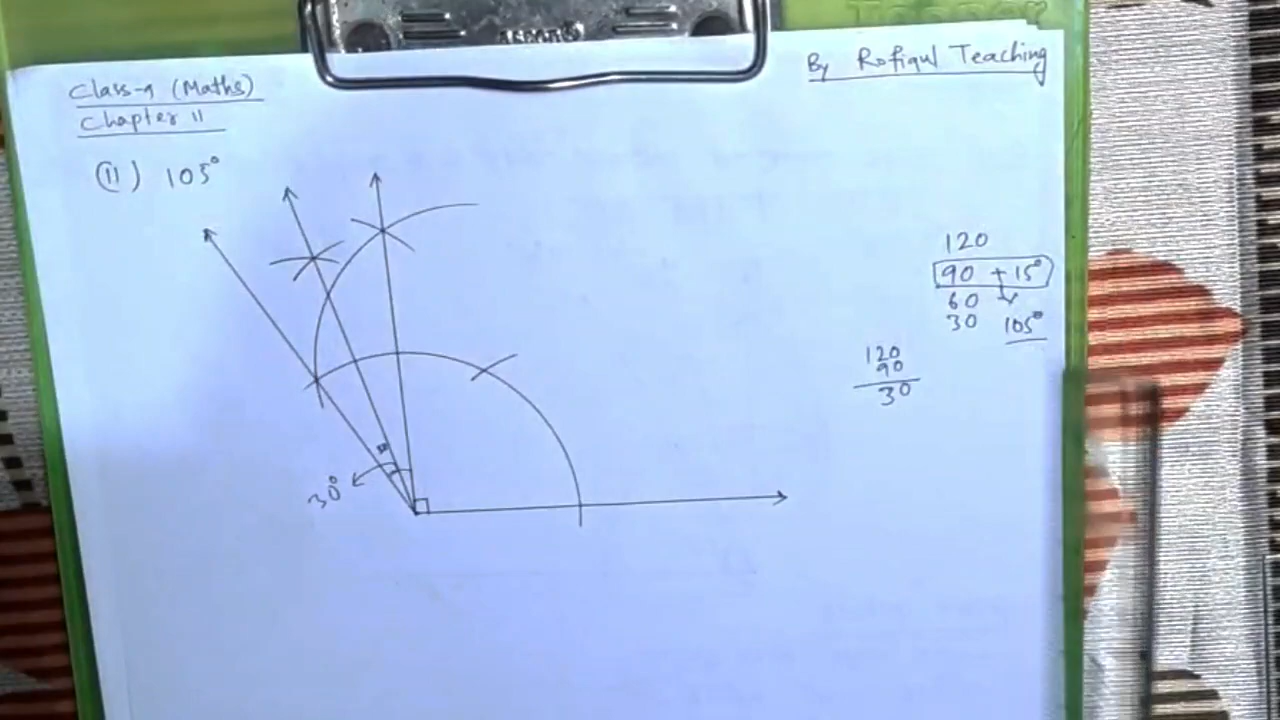 Class-9 (Maths)
Chapter 11
By Rofiqul Teaching
(II) 105°
120
90 + 15°
60
30 105°
120
90
30
30°